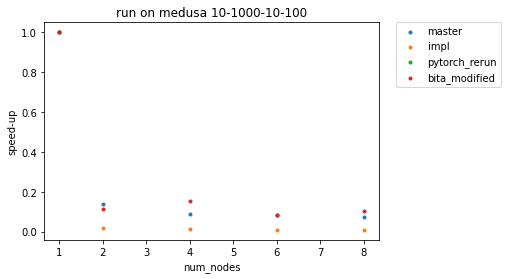 run on medusa 10-1000-10-100
master
impl
pytorch_rerun
bita_modified
speed-up
1.0
0.8
0.6
0.4
0.2
0.0
1 2 3 4 5 6 7 8
num_nodes